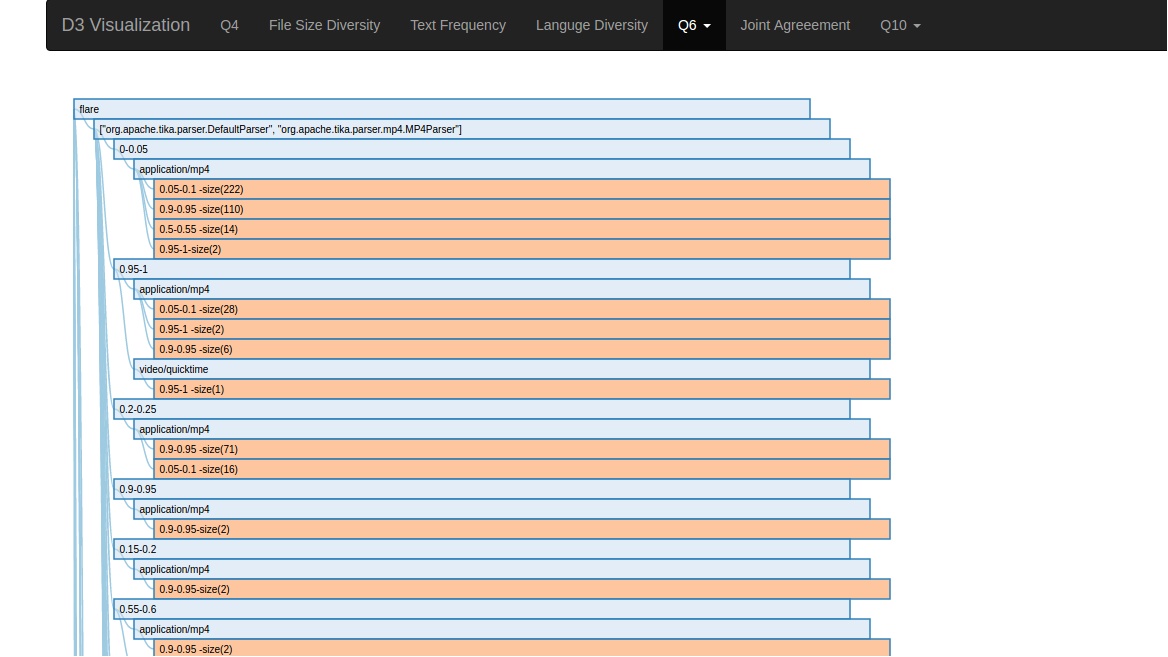 D3 Visualization Q4 File Size Diversity Text Frequency Languge Diversity Q6 Joint Agreeement Q10
flare
["org.apache.tika.parser.DefaultParser", "org.apache.tika.parser.mp4.MP4Parser"]
0-0.05
application/mp4
0.05-0.1 -size(222)
0.9-0.95 -size(110)
0.5-0.55 -size(14)
0.95-1-size(2)
0.95-1
application/mp4
0.05-0.1 -size(28)
0.95-1 -size(2)
0.9-0.95 -size(6)
video/quicktime
0.95-1 -size(1)
0.2-0.25
application/mp4
0.9-0.95 -size(71)
0.05-0.1 -size(16)
0.9-0.95
application/mp4
0.9-0.95-size(2)
0.15-0.2
application/mp4
0.9-0.95-size(2)
0.55-0.6
application/mp4
0.9-0.95 -size(2)